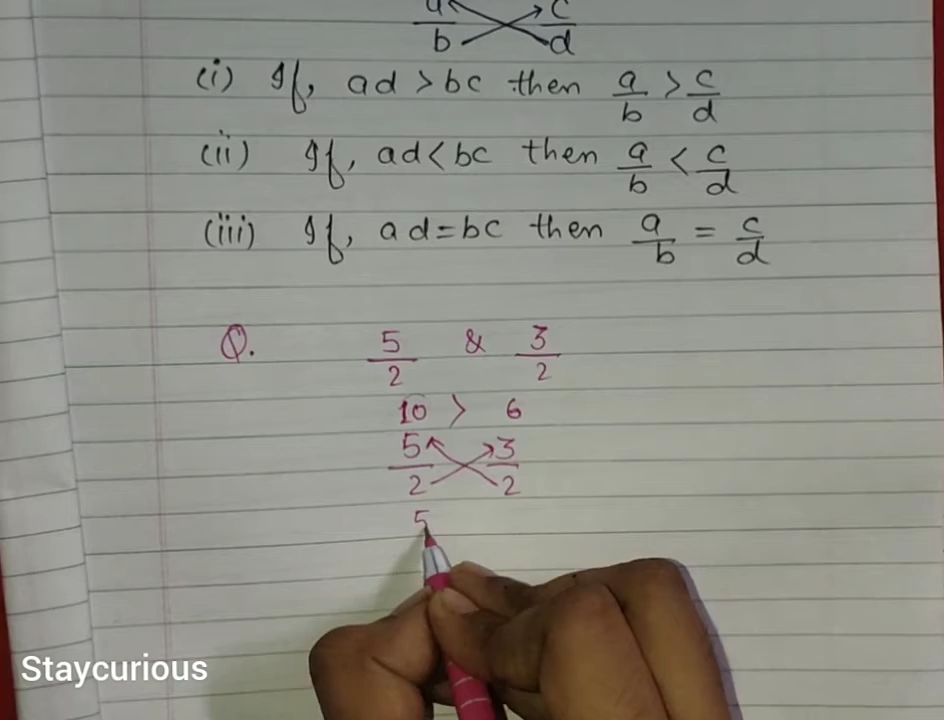 a c
b d
(i) If, ad > bc then a/b > c/d
(ii) If, ad < bc then a/b < c/d
(iii) If, ad = bc then a/b = c/d
Q. 5/2 & 3/2
10 > 6
5 3
2 2
5
Staycurious